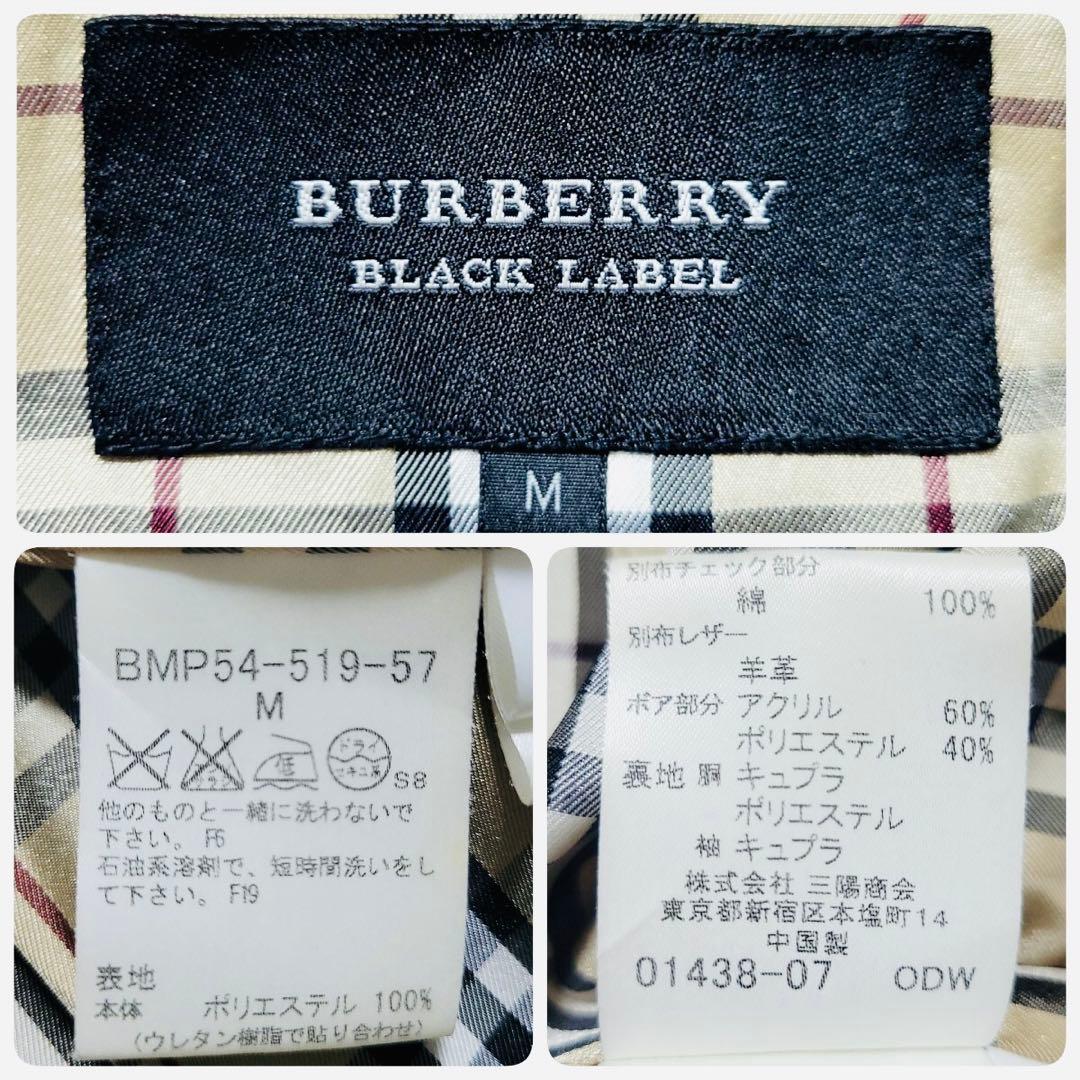 BURBERRY
BLACK LABEL
M
BMP54-519-57
M
低
ドライ
セキユ系
S8
他のものと一緒に洗わないで
下さい。 F6
石油系溶剤で、短時間洗いをし
て下さい。 F19
表地
本体 ポリエステル 100%
(ウレタン樹脂で貼り合わせ)
別布チェック部分
綿 100%
別布レザー
羊革
ボア部分 アクリル 60%
ポリエステル 40%
裏地 胴 キュプラ
ポリエステル
袖 キュプラ
株式会社 三陽商会
東京都新宿区本塩町14
中国製
01438-07 ODW